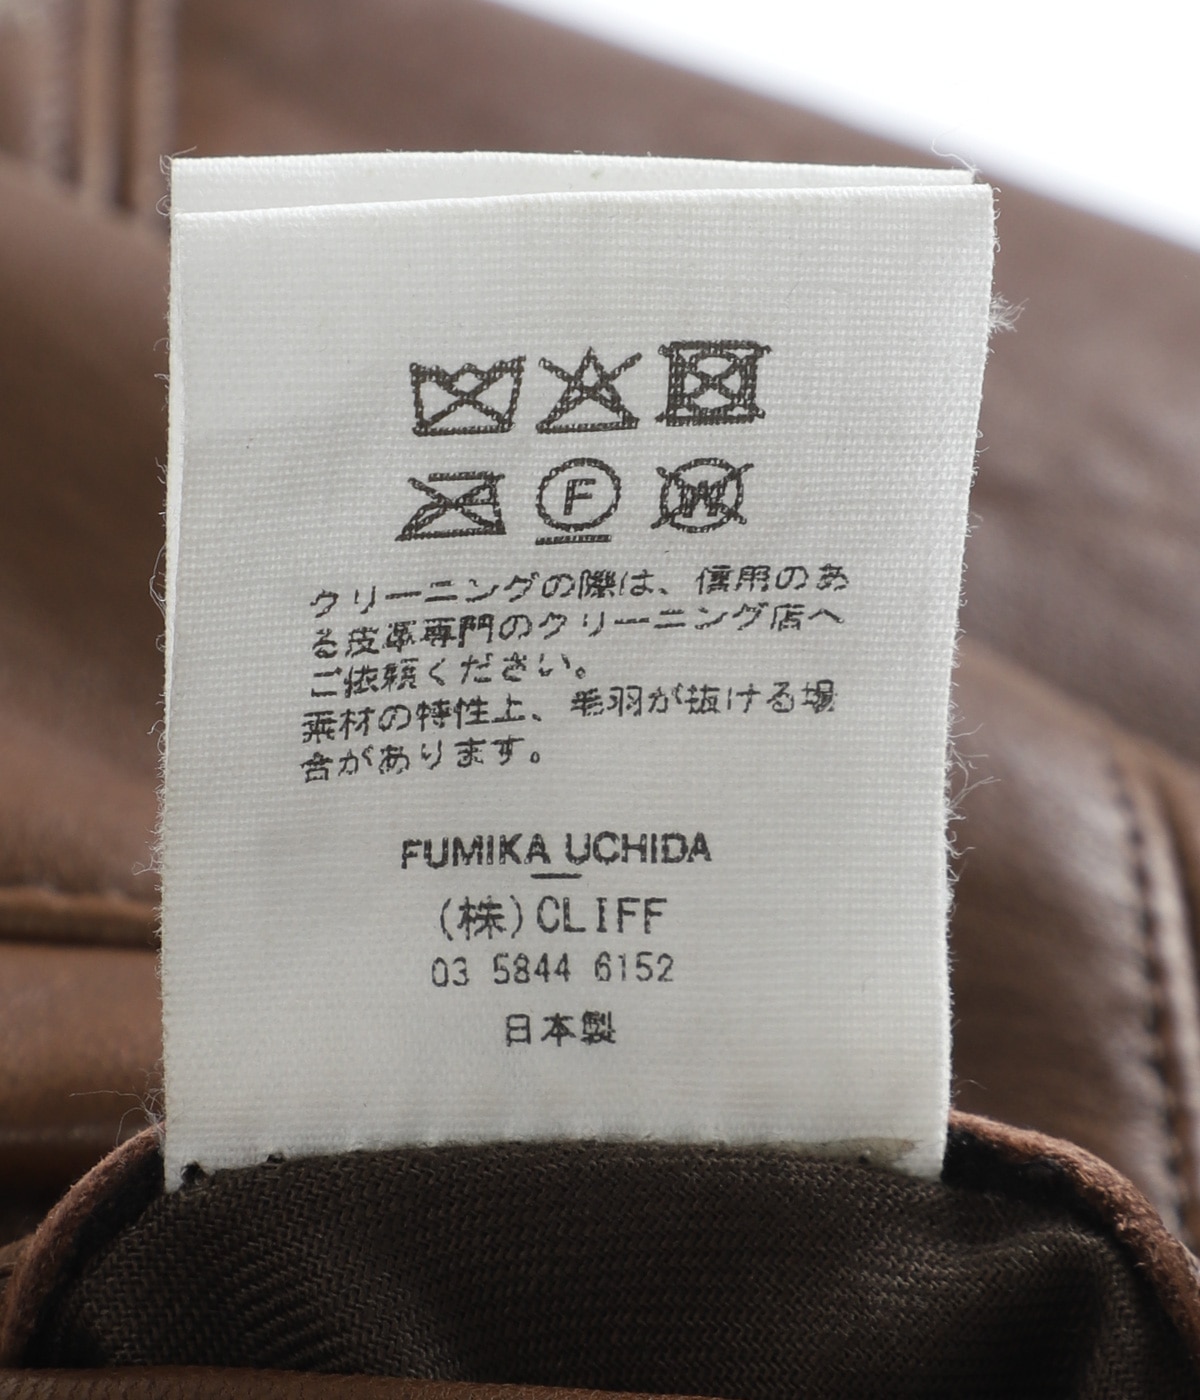 F W
クリーニングの際は、信用のあ
る皮革専門のクリーニング店へ
ご依頼ください。
素材の特性上、毛羽が抜ける場
合があります。
FUMIKA UCHIDA
(株)CLIFF
03 5844 6152
日本製